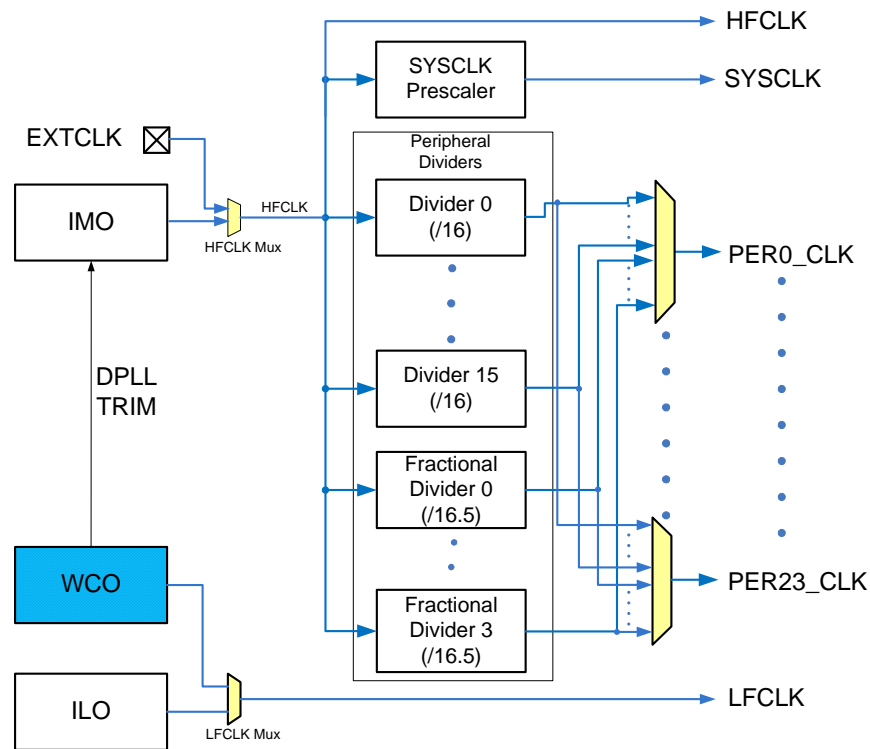 HFCLK
SYSCLK
Prescaler
SYSCLK
EXTCLK
Peripheral
Dividers
IMO
HFCLK
HFCLK Mux
Divider 0
(/16)
PER0_CLK
DPLL
TRIM
Divider 15
(/16)
Fractional
Divider 0
(/16.5)
WCO
PER23_CLK
Fractional
Divider 3
(/16.5)
ILO
LFCLK Mux
LFCLK